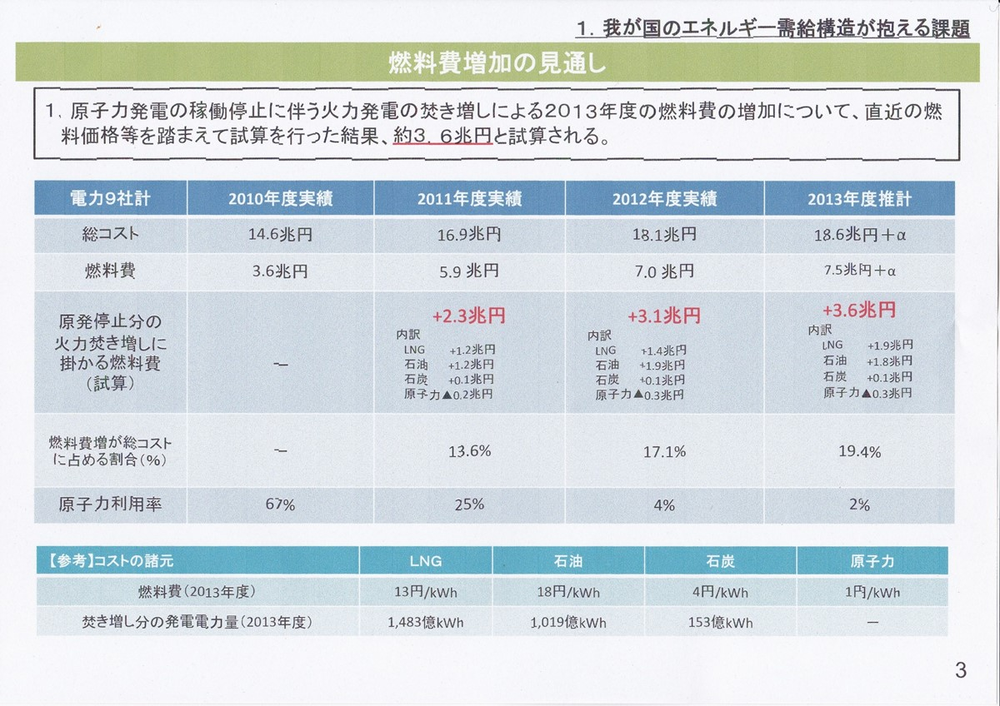 １．我が国のエネルギー需給構造が抱える課題
燃料費増加の見通し
１．原子力発電の稼働停止に伴う火力発電の焚き増しによる２０１３年度の燃料費の増加について、直近の燃
料価格等を踏まえて試算を行った結果、約３．６兆円と試算される。
電力９社計 2010年度実績 2011年度実績 2012年度実績 2013年度推計
総コスト 14.6兆円 16.9兆円 18.1兆円 18.6兆円＋α
燃料費 3.6兆円 5.9 兆円 7.0 兆円 7.5兆円＋α
原発停止分の
火力焚き増しに
掛かる燃料費
（試算）
－
+2.3兆円
内訳
LNG +1.2兆円
石油 +1.2兆円
石炭 +0.1兆円
原子力▲0.2兆円
+3.1兆円
内訳
LNG +1.4兆円
石油 +1.9兆円
石炭 +0.1兆円
原子力▲0.3兆円
+3.6兆円
内訳
LNG +1.9兆円
石油 +1.8兆円
石炭 +0.1兆円
原子力▲0.3兆円
燃料費増が総コスト
に占める割合（％）
－ 13.6% 17.1% 19.4%
原子力利用率 67% 25% 4% 2%
【参考】コストの諸元 ＬＮＧ 石油 石炭 原子力
燃料費（2013年度） 13円/kWh 18円/kWh 4円/kWh 1円/kWh
焚き増し分の発電電力量（2013年度） 1,483億kWh 1,019億kWh 153億kWh －
3